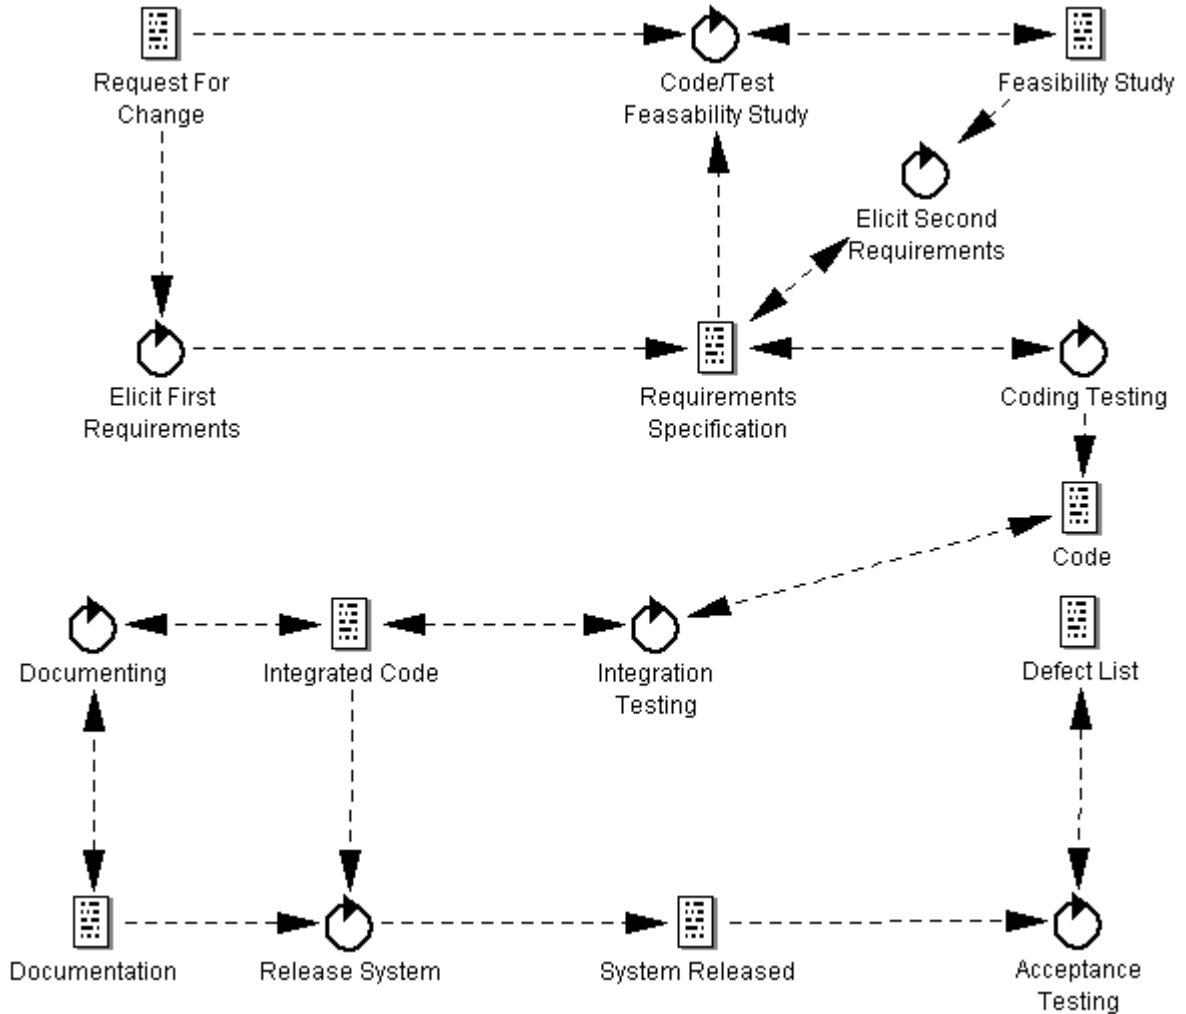 Request For
Change
Code/Test
Feasability Study
Feasibility Study
Elicit Second
Requirements
Elicit First
Requirements
Requirements
Specification
Coding Testing
Code
Documenting
Integrated Code
Integration
Testing
Defect List
Documentation
Release System
System Released
Acceptance
Testing